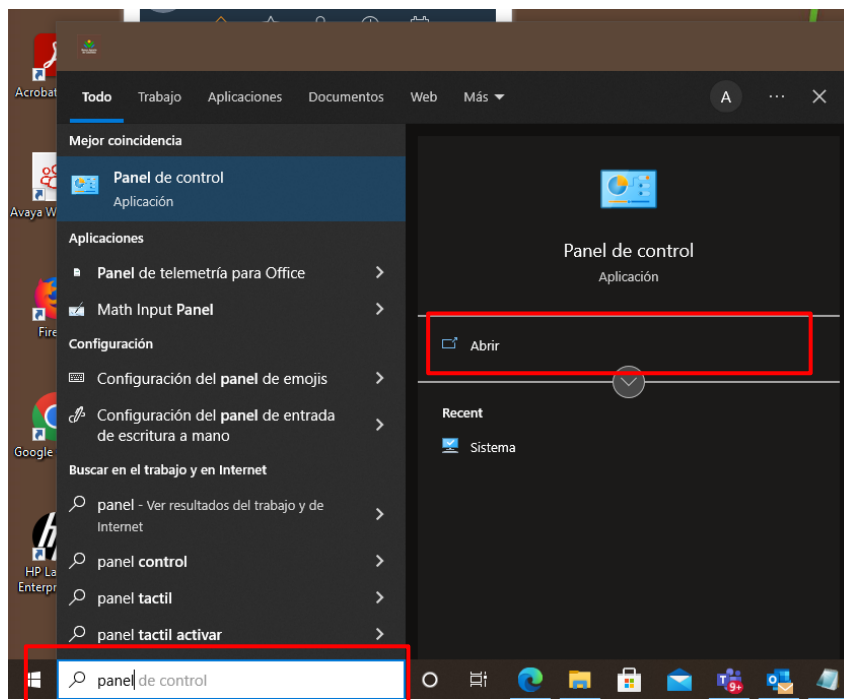 Acrobat
Avaya W
Fire
Google
HP La
Enterpr
Todo Trabajo Aplicaciones Documentos Web Más A ...
Mejor coincidencia
Panel de control
Aplicación
Aplicaciones
Panel de telemetría para Office
Math Input Panel
Configuración
Configuración del panel de emojis
Configuración del panel de entrada
de escritura a mano
Buscar en el trabajo y en Internet
panel - Ver resultados del trabajo y de
Internet
panel control
panel tactil
panel tactil activar
Panel de control
Aplicación
Abrir
Recent
Sistema
panel de control
9+